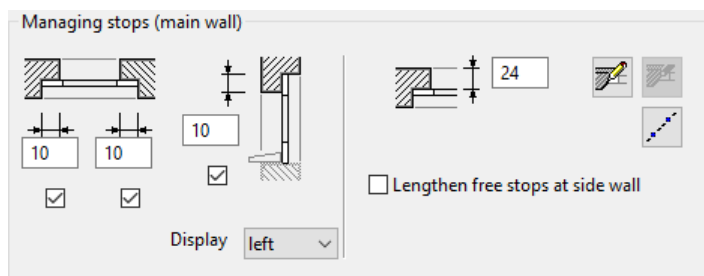 Managing stops (main wall)
24
10
10
10
Lengthen free stops at side wall
Display left